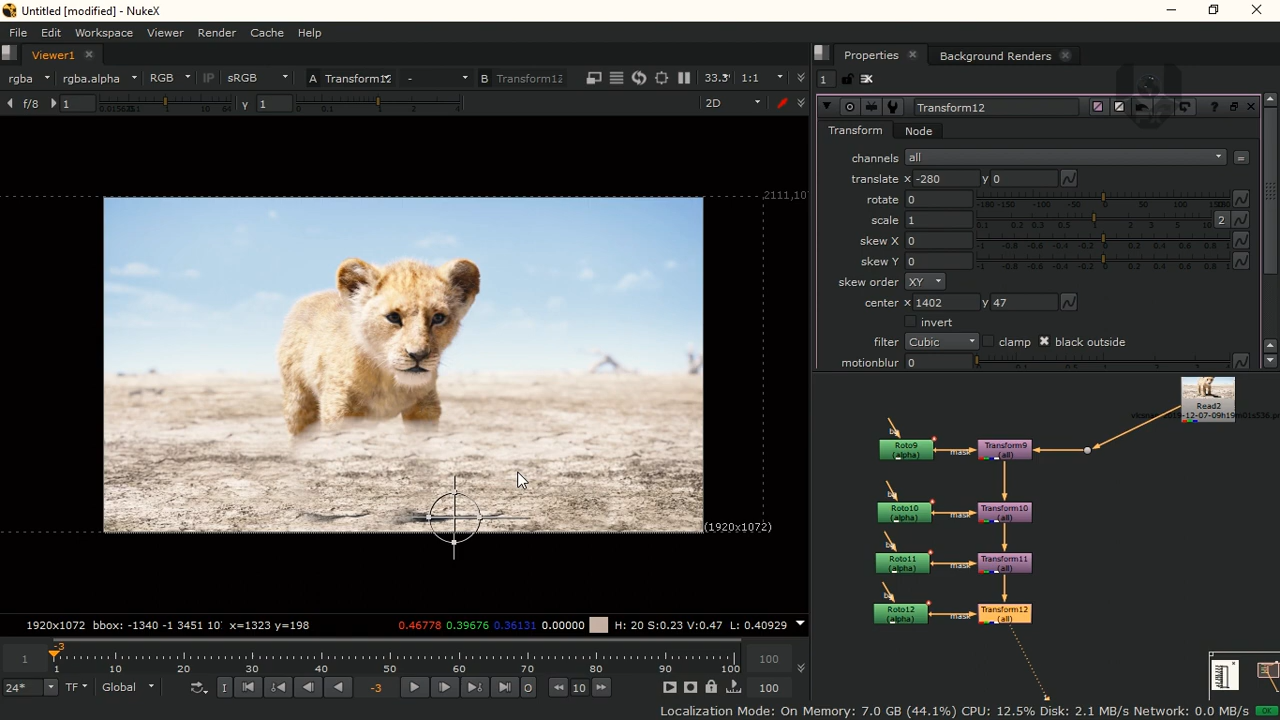 Untitled [modified] - NukeX
File Edit Workspace Viewer Render Cache Help
Viewer1
rgba rgba.alpha RGB IP sRGB A Transform12 - B Transform12 33.3 1:1
f/8 1 γ 1 2D
2111,10
(1920x1072)
1920x1072 bbox: -1340 -1 3451 10 x=1323 y=198 0.46778 0.39676 0.36131 0.00000 H: 20 S:0.23 V:0.47 L: 0.40929
-3
1 1 10 20 30 40 50 60 70 80 90 100 100
24* TF Global I -3 O 10 100
Properties Background Renders
1
Transform12
Transform Node
channels all
translate x -280 y 0
rotate 0
scale 1 2
skew X 0
skew Y 0
skew order XY
center x 1402 y 47
invert
filter Cubic clamp black outside
motionblur 0
Read2
Roto9
(alpha)
mask
Transform9
(all)
Roto10
(alpha)
mask
Transform10
(all)
Roto11
(alpha)
mask
Transform11
(all)
Roto12
(alpha)
mask
Transform12
(all)
Localization Mode: On Memory: 7.0 GB (44.1%) CPU: 12.5% Disk: 2.1 MB/s Network: 0.0 MB/s